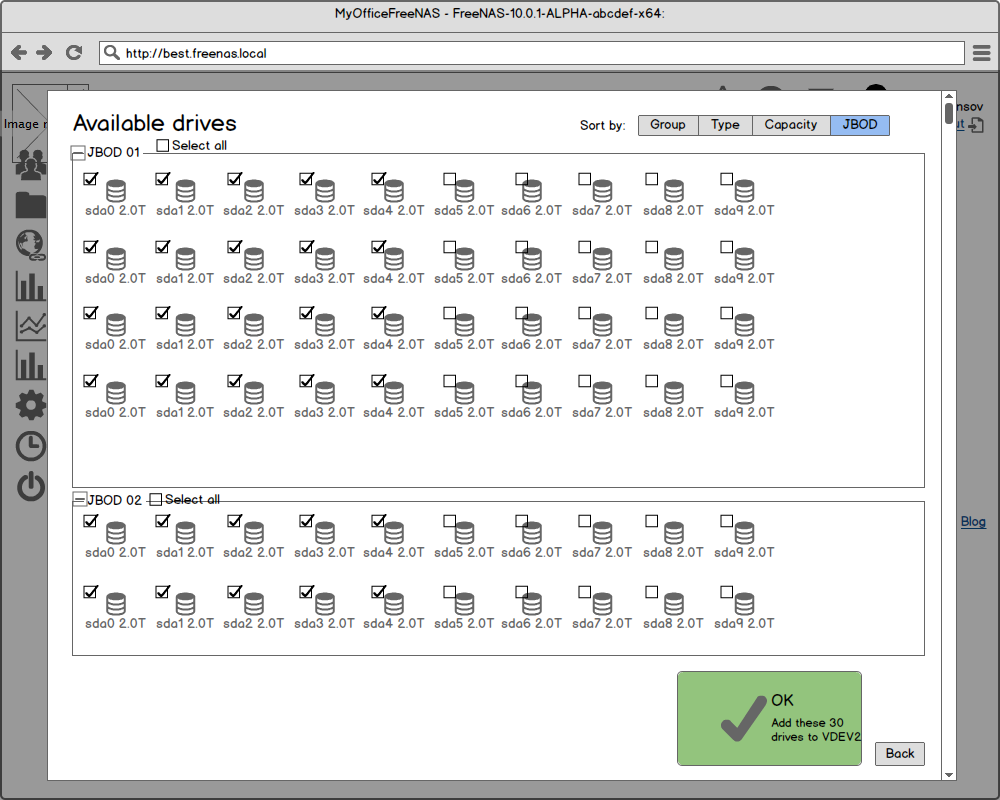 MyOfficeFreeNAS - FreeNAS-10.0.1-ALPHA-abcdef-x64:
http://best.freenas.local
nsov
Image
ut
Available drives
Sort by: Group Type Capacity JBOD
JBOD 01 Select all
sda0 2.0T sda1 2.0T sda2 2.0T sda3 2.0T sda4 2.0T sda5 2.0T sda6 2.0T sda7 2.0T sda8 2.0T sda9 2.0T
sda0 2.0T sda1 2.0T sda2 2.0T sda3 2.0T sda4 2.0T sda5 2.0T sda6 2.0T sda7 2.0T sda8 2.0T sda9 2.0T
sda0 2.0T sda1 2.0T sda2 2.0T sda3 2.0T sda4 2.0T sda5 2.0T sda6 2.0T sda7 2.0T sda8 2.0T sda9 2.0T
sda0 2.0T sda1 2.0T sda2 2.0T sda3 2.0T sda4 2.0T sda5 2.0T sda6 2.0T sda7 2.0T sda8 2.0T sda9 2.0T
JBOD 02 Select all
sda0 2.0T sda1 2.0T sda2 2.0T sda3 2.0T sda4 2.0T sda5 2.0T sda6 2.0T sda7 2.0T sda8 2.0T sda9 2.0T
Blog
sda0 2.0T sda1 2.0T sda2 2.0T sda3 2.0T sda4 2.0T sda5 2.0T sda6 2.0T sda7 2.0T sda8 2.0T sda9 2.0T
OK
Add these 30
drives to VDEV2
Back